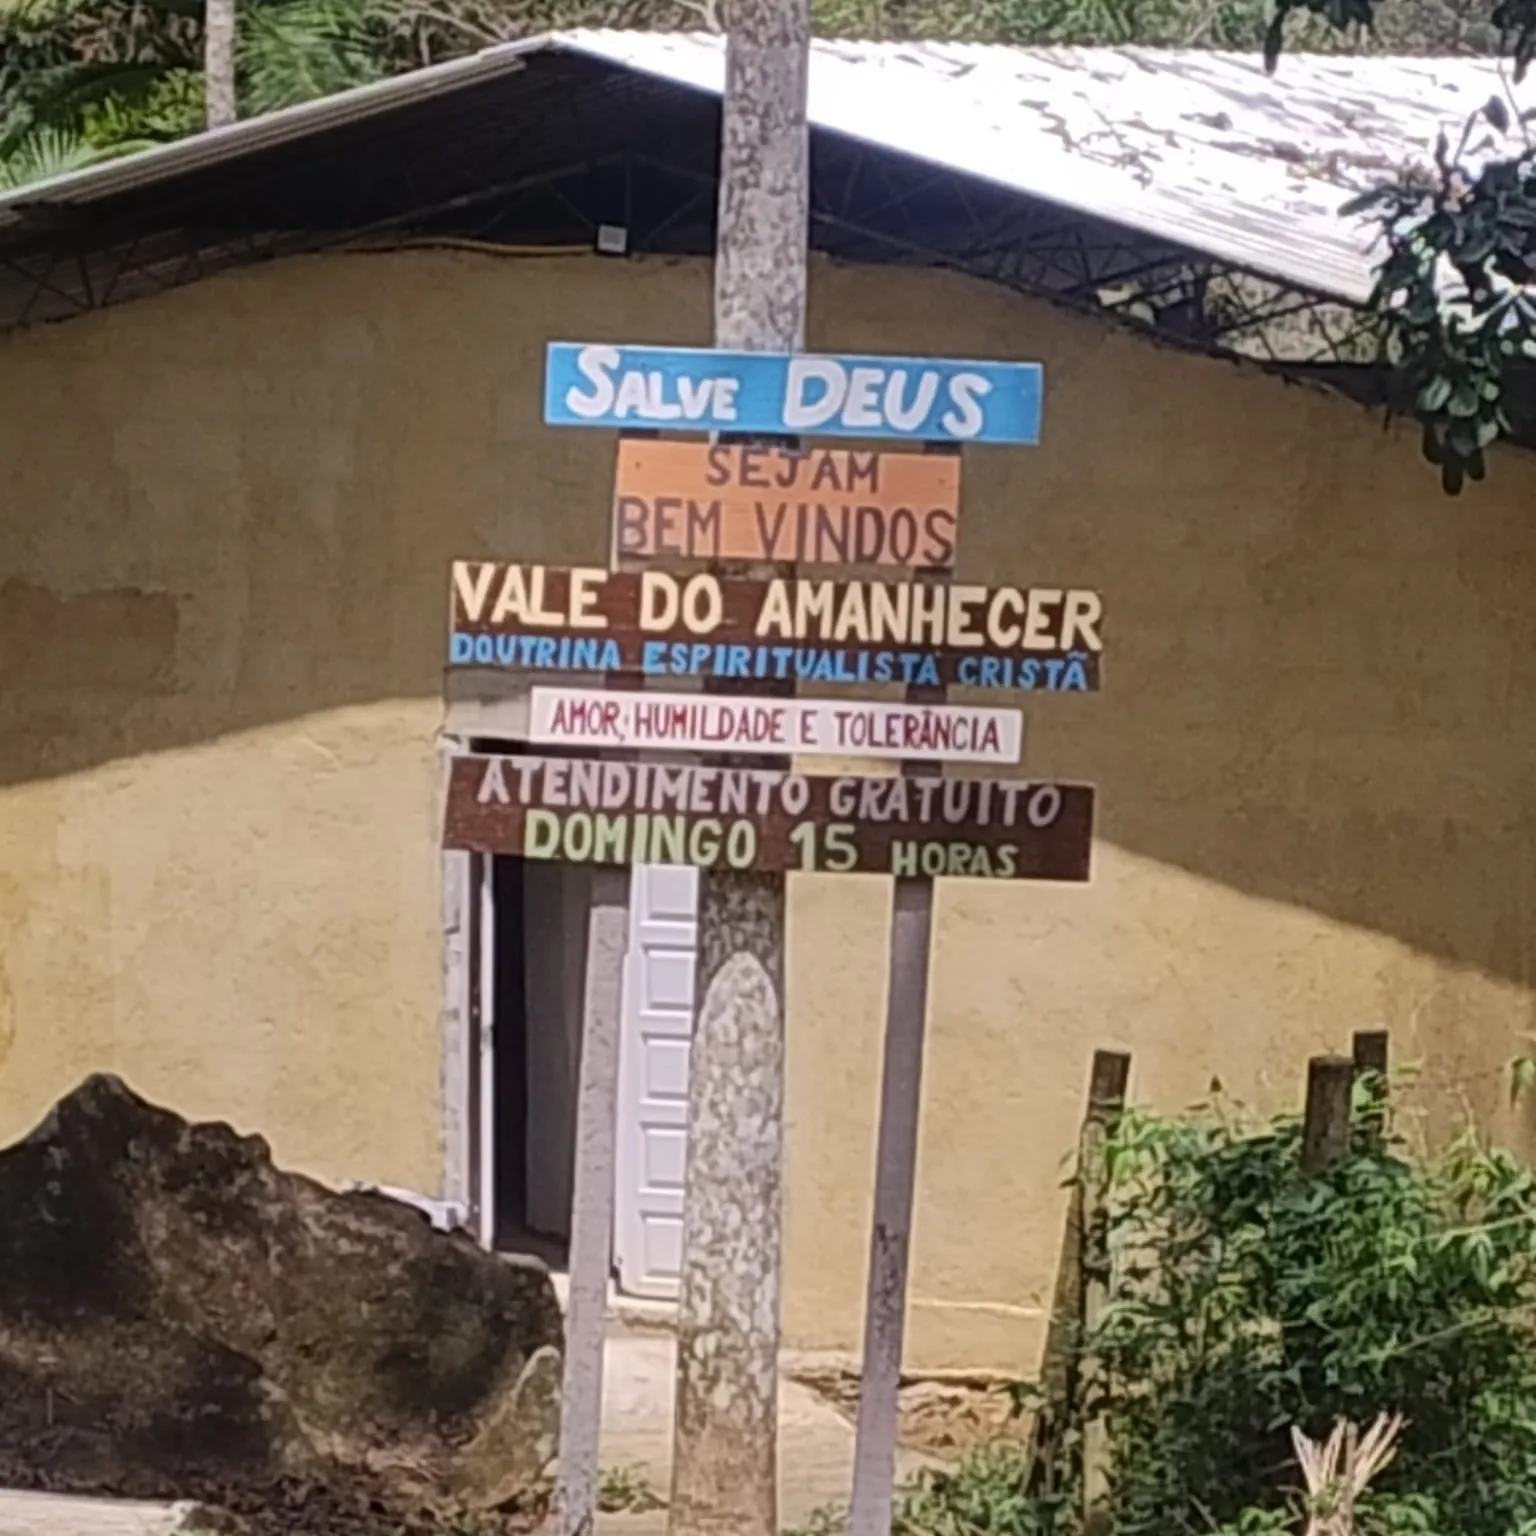 SALVE DEUS
SEJAM
BEM VINDOS
VALE DO AMANHECER
DOUTRINA ESPIRITUALISTA CRISTÃ
AMOR, HUMILDADE E TOLERÂNCIA
ATENDIMENTO GRATUITO
DOMINGO 15 HORAS